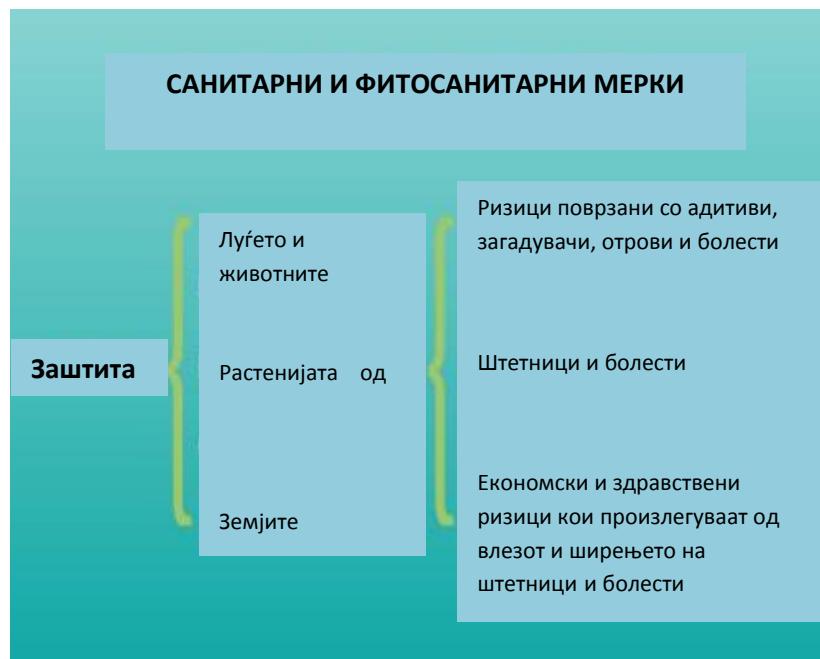 САНИТАРНИ И ФИТОСАНИТАРНИ МЕРКИ
Заштита
Луѓето и
животните
Растенијата од
Земјите
Ризици поврзани со адитиви,
загадувачи, отрови и болести
Штетници и болести
Економски и здравствени
ризици кои произлегуваат од
влезот и ширењето на
штетници и болести